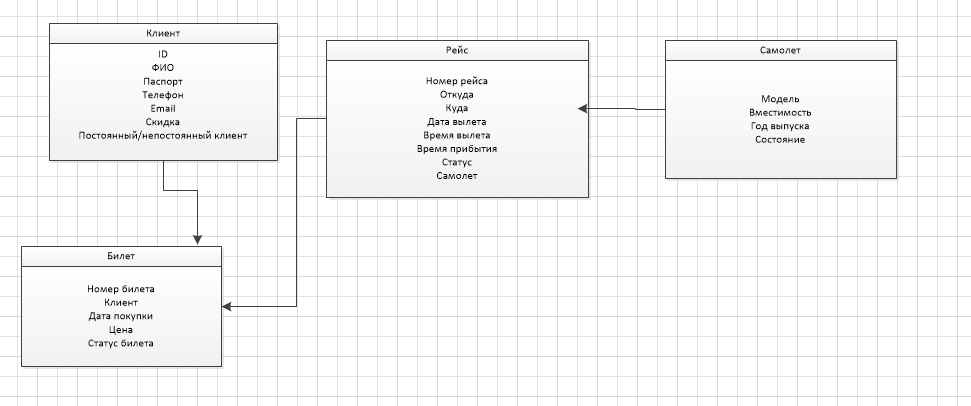 Клиент
ID
ФИО
Паспорт
Телефон
Email
Скидка
Постоянный/непостоянный клиент
Рейс
Номер рейса
Откуда
Куда
Дата вылета
Время вылета
Время прибытия
Статус
Самолет
Самолет
Модель
Вместимость
Год выпуска
Состояние
Билет
Номер билета
Клиент
Дата покупки
Цена
Статус билета